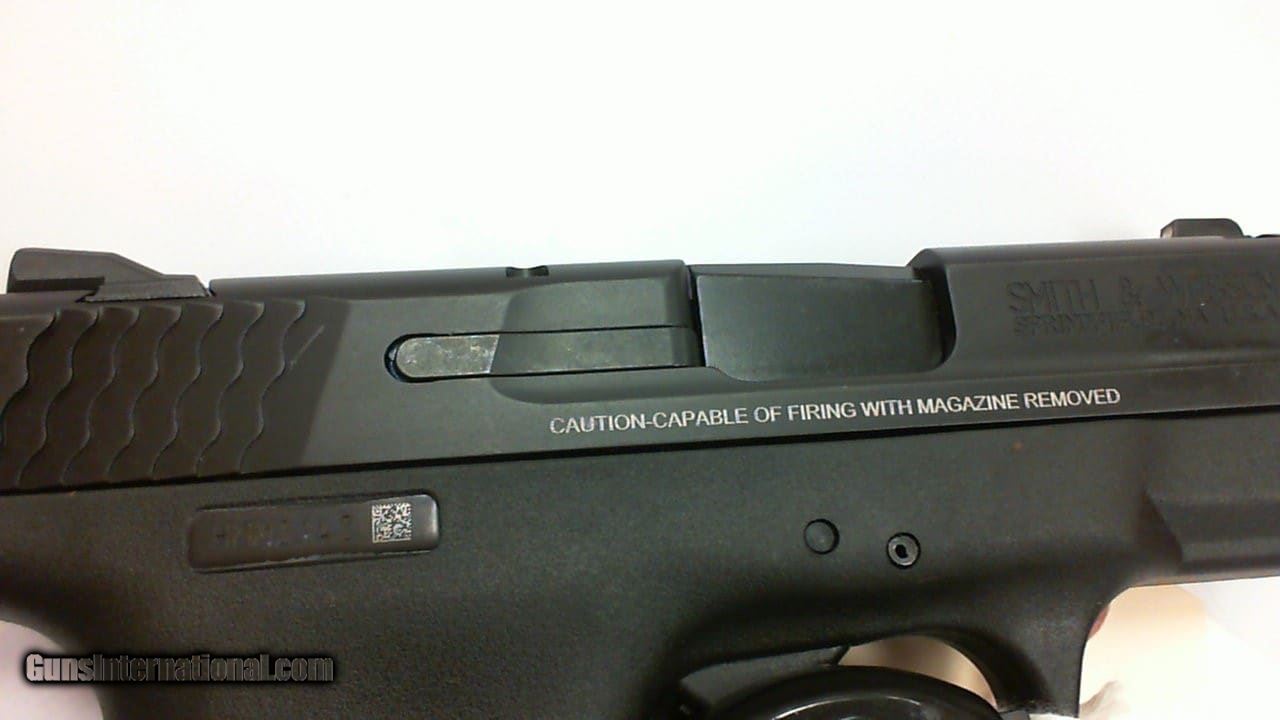 SMITH & WESSON
CAUTION-CAPABLE OF FIRING WITH MAGAZINE REMOVED
GunsInternational.com